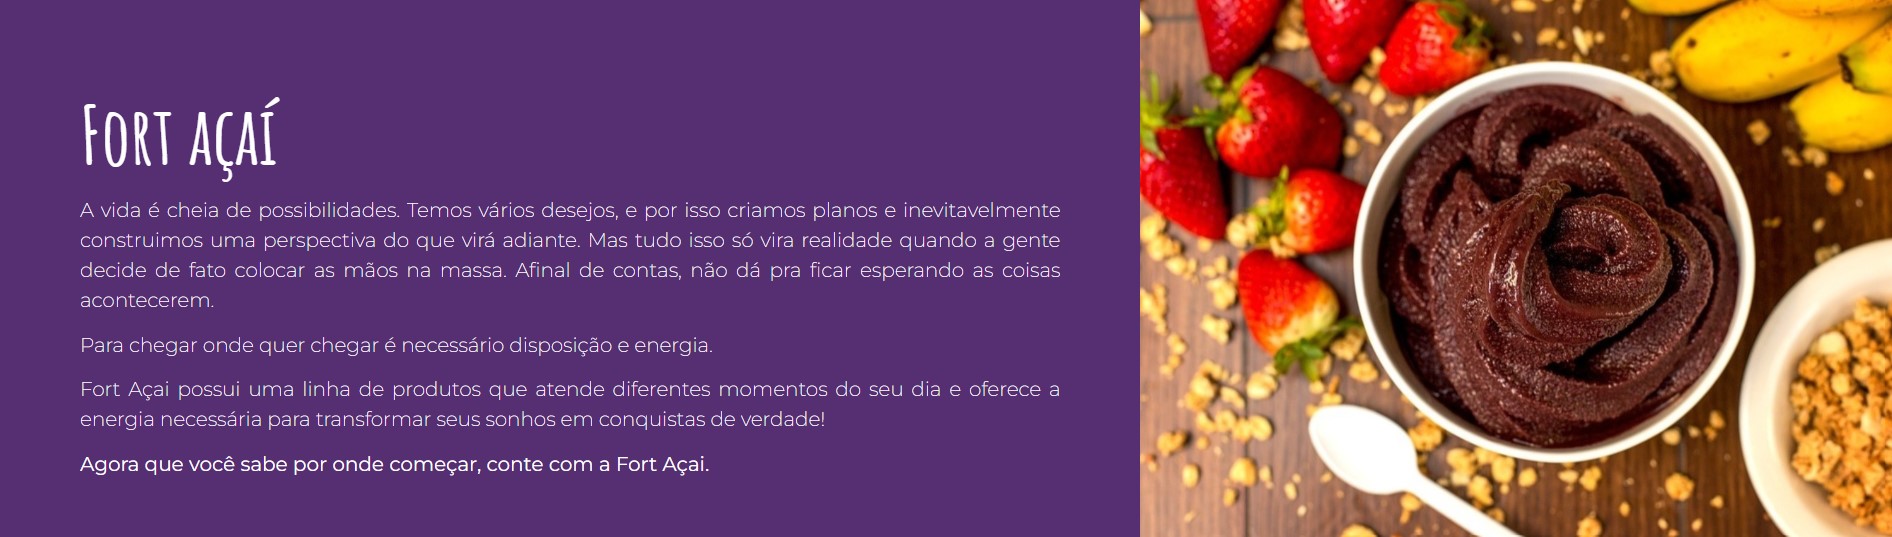 Fort açaí
A vida é cheia de possibilidades. Temos vários desejos, e por isso criamos planos e inevitavelmente
construimos uma perspectiva do que virá adiante. Mas tudo isso só vira realidade quando a gente
decide de fato colocar as mãos na massa. Afinal de contas, não dá pra ficar esperando as coisas
acontecerem.
Para chegar onde quer chegar é necessário disposição e energia.
Fort Açai possui uma linha de produtos que atende diferentes momentos do seu dia e oferece a
energia necessária para transformar seus sonhos em conquistas de verdade!
Agora que você sabe por onde começar, conte com a Fort Açai.